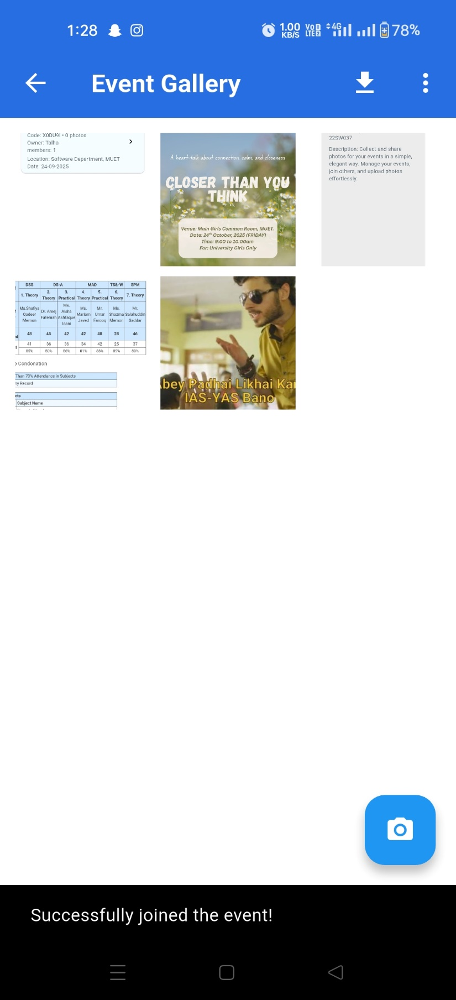 1:28
1.00
KB/S
Vo 1
LTE 2
4G
78%
Event Gallery
Code: X0DU9I • 0 photos
Owner: Talha
members: 1
Location: Software Department, MUET
Date: 24-09-2025
A heart-talk about connection, calm, and closeness
CLOSER THAN YOU
THINK
Venue: Main Girls Common Room, MUET.
Date: 24th October, 2025 (FRIDAY)
Time: 9:00 to 10:00am
For: University Girls Only
22SW037
Description: Collect and share
photos for your events in a simple,
elegant way. Manage your events,
join others, and upload photos
effortlessly.
DSS DS-A MAD TS&W SPM
1. Theory 2. Theory 3. Practical 4. Theory 5. Practical 6. Theory 7. Theory
Ms.Shafiya Qadeer Memon Dr. Areej Fatemah Ms. Aisha Ashfaque Isani Ms. Mariam Javed Mr. Umar Farooq Ms. Shazma Memon Mr. Salahuddin Saddar
48 45 42 42 48 28 46
41 36 36 34 42 25 37
85% 80% 86% 81% 88% 89% 80%
Condonation
Than 70% Attendance in Subjects
ny Record
cts
Subject Name
bey Padhai Likhai Kar
IAS-YAS Bano
Successfully joined the event!